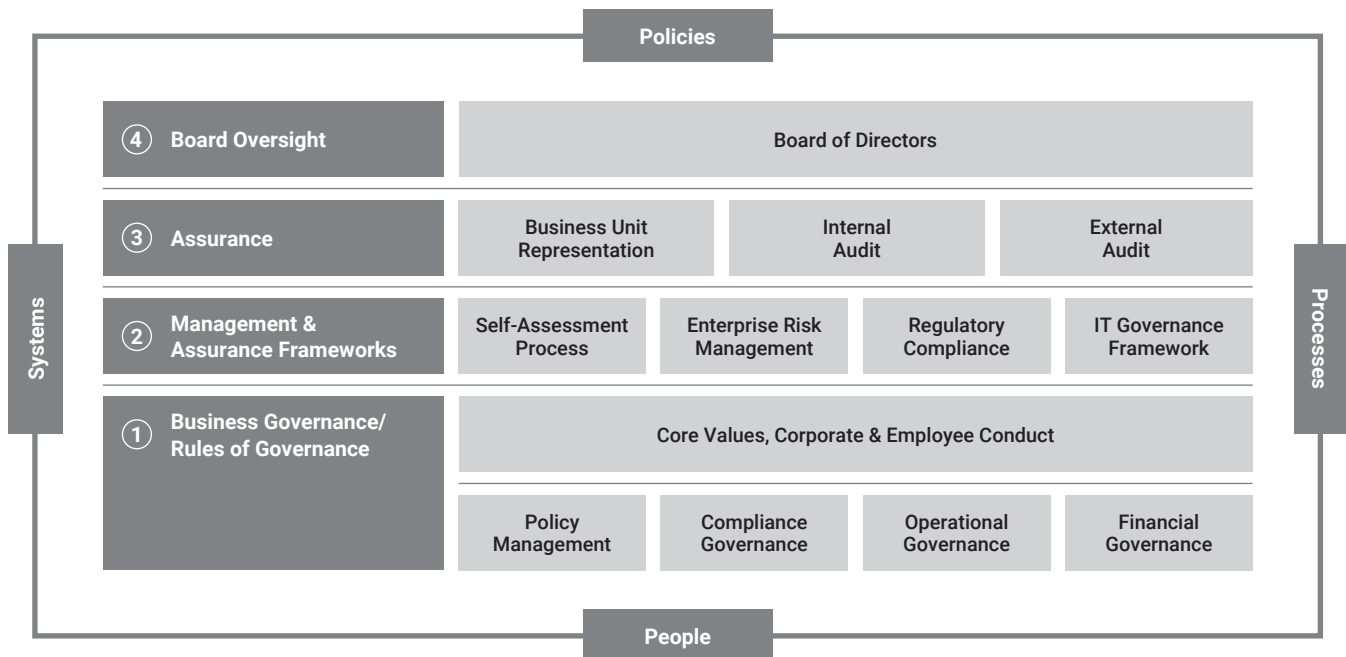 Policies
4 Board Oversight
Board of Directors
3 Assurance
Business Unit
Representation
Internal
Audit
External
Audit
Systems
2 Management &
Assurance Frameworks
Self-Assessment
Process
Enterprise Risk
Management
Regulatory
Compliance
IT Governance
Framework
Processes
1 Business Governance/
Rules of Governance
Core Values, Corporate & Employee Conduct
Policy
Management
Compliance
Governance
Operational
Governance
Financial
Governance
People